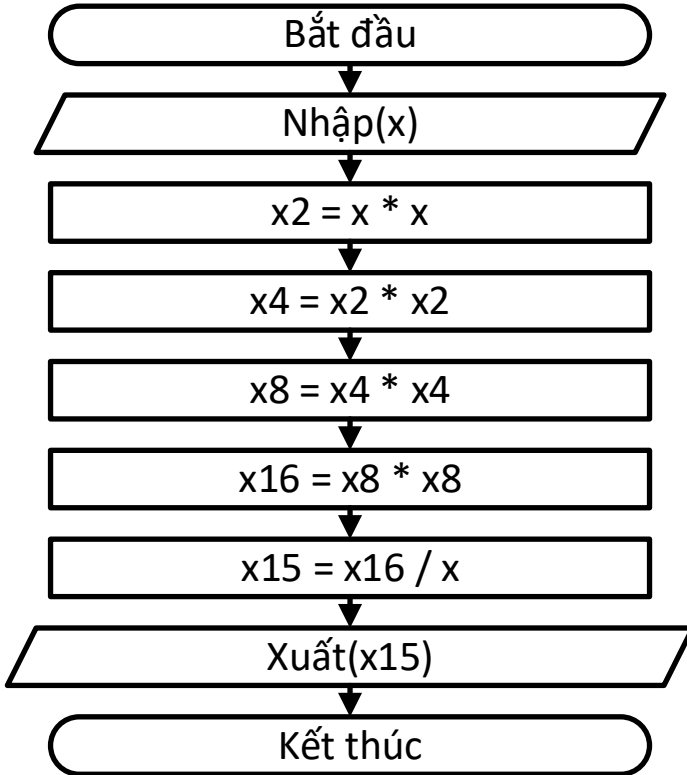 Bắt đầu
Nhập(x)
x2 = x * x
x4 = x2 * x2
x8 = x4 * x4
x16 = x8 * x8
x15 = x16 / x
Xuất(x15)
Kết thúc